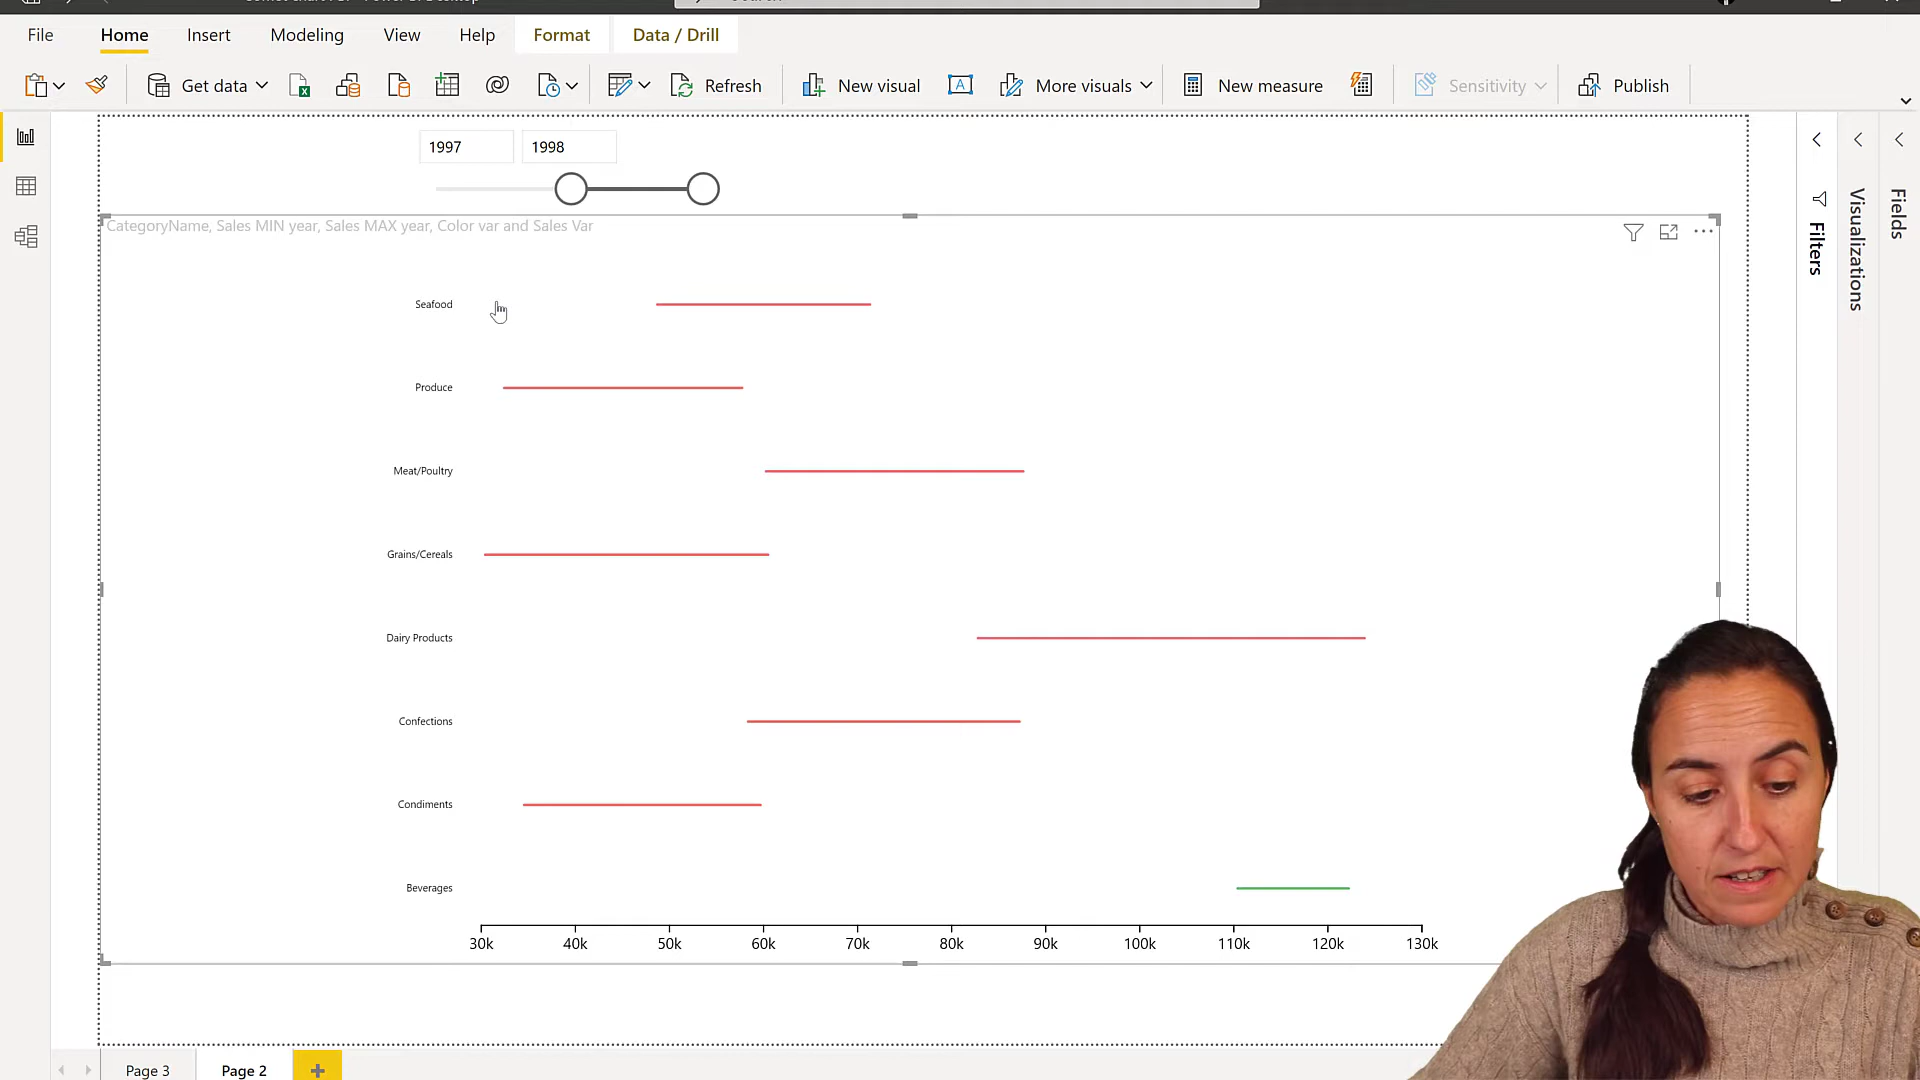 File Home Insert Modeling View Help Format Data / Drill
Get data Refresh New visual More visuals New measure Sensitivity Publish
1997 1998
CategoryName, Sales MIN year, Sales MAX year, Color var and Sales Var
Filters
Visualizations
Fields
Seafood
Produce
Meat/Poultry
Grains/Cereals
Dairy Products
Confections
Condiments
Beverages
30k 40k 50k 60k 70k 80k 90k 100k 110k 120k 130k
Page 3 Page 2